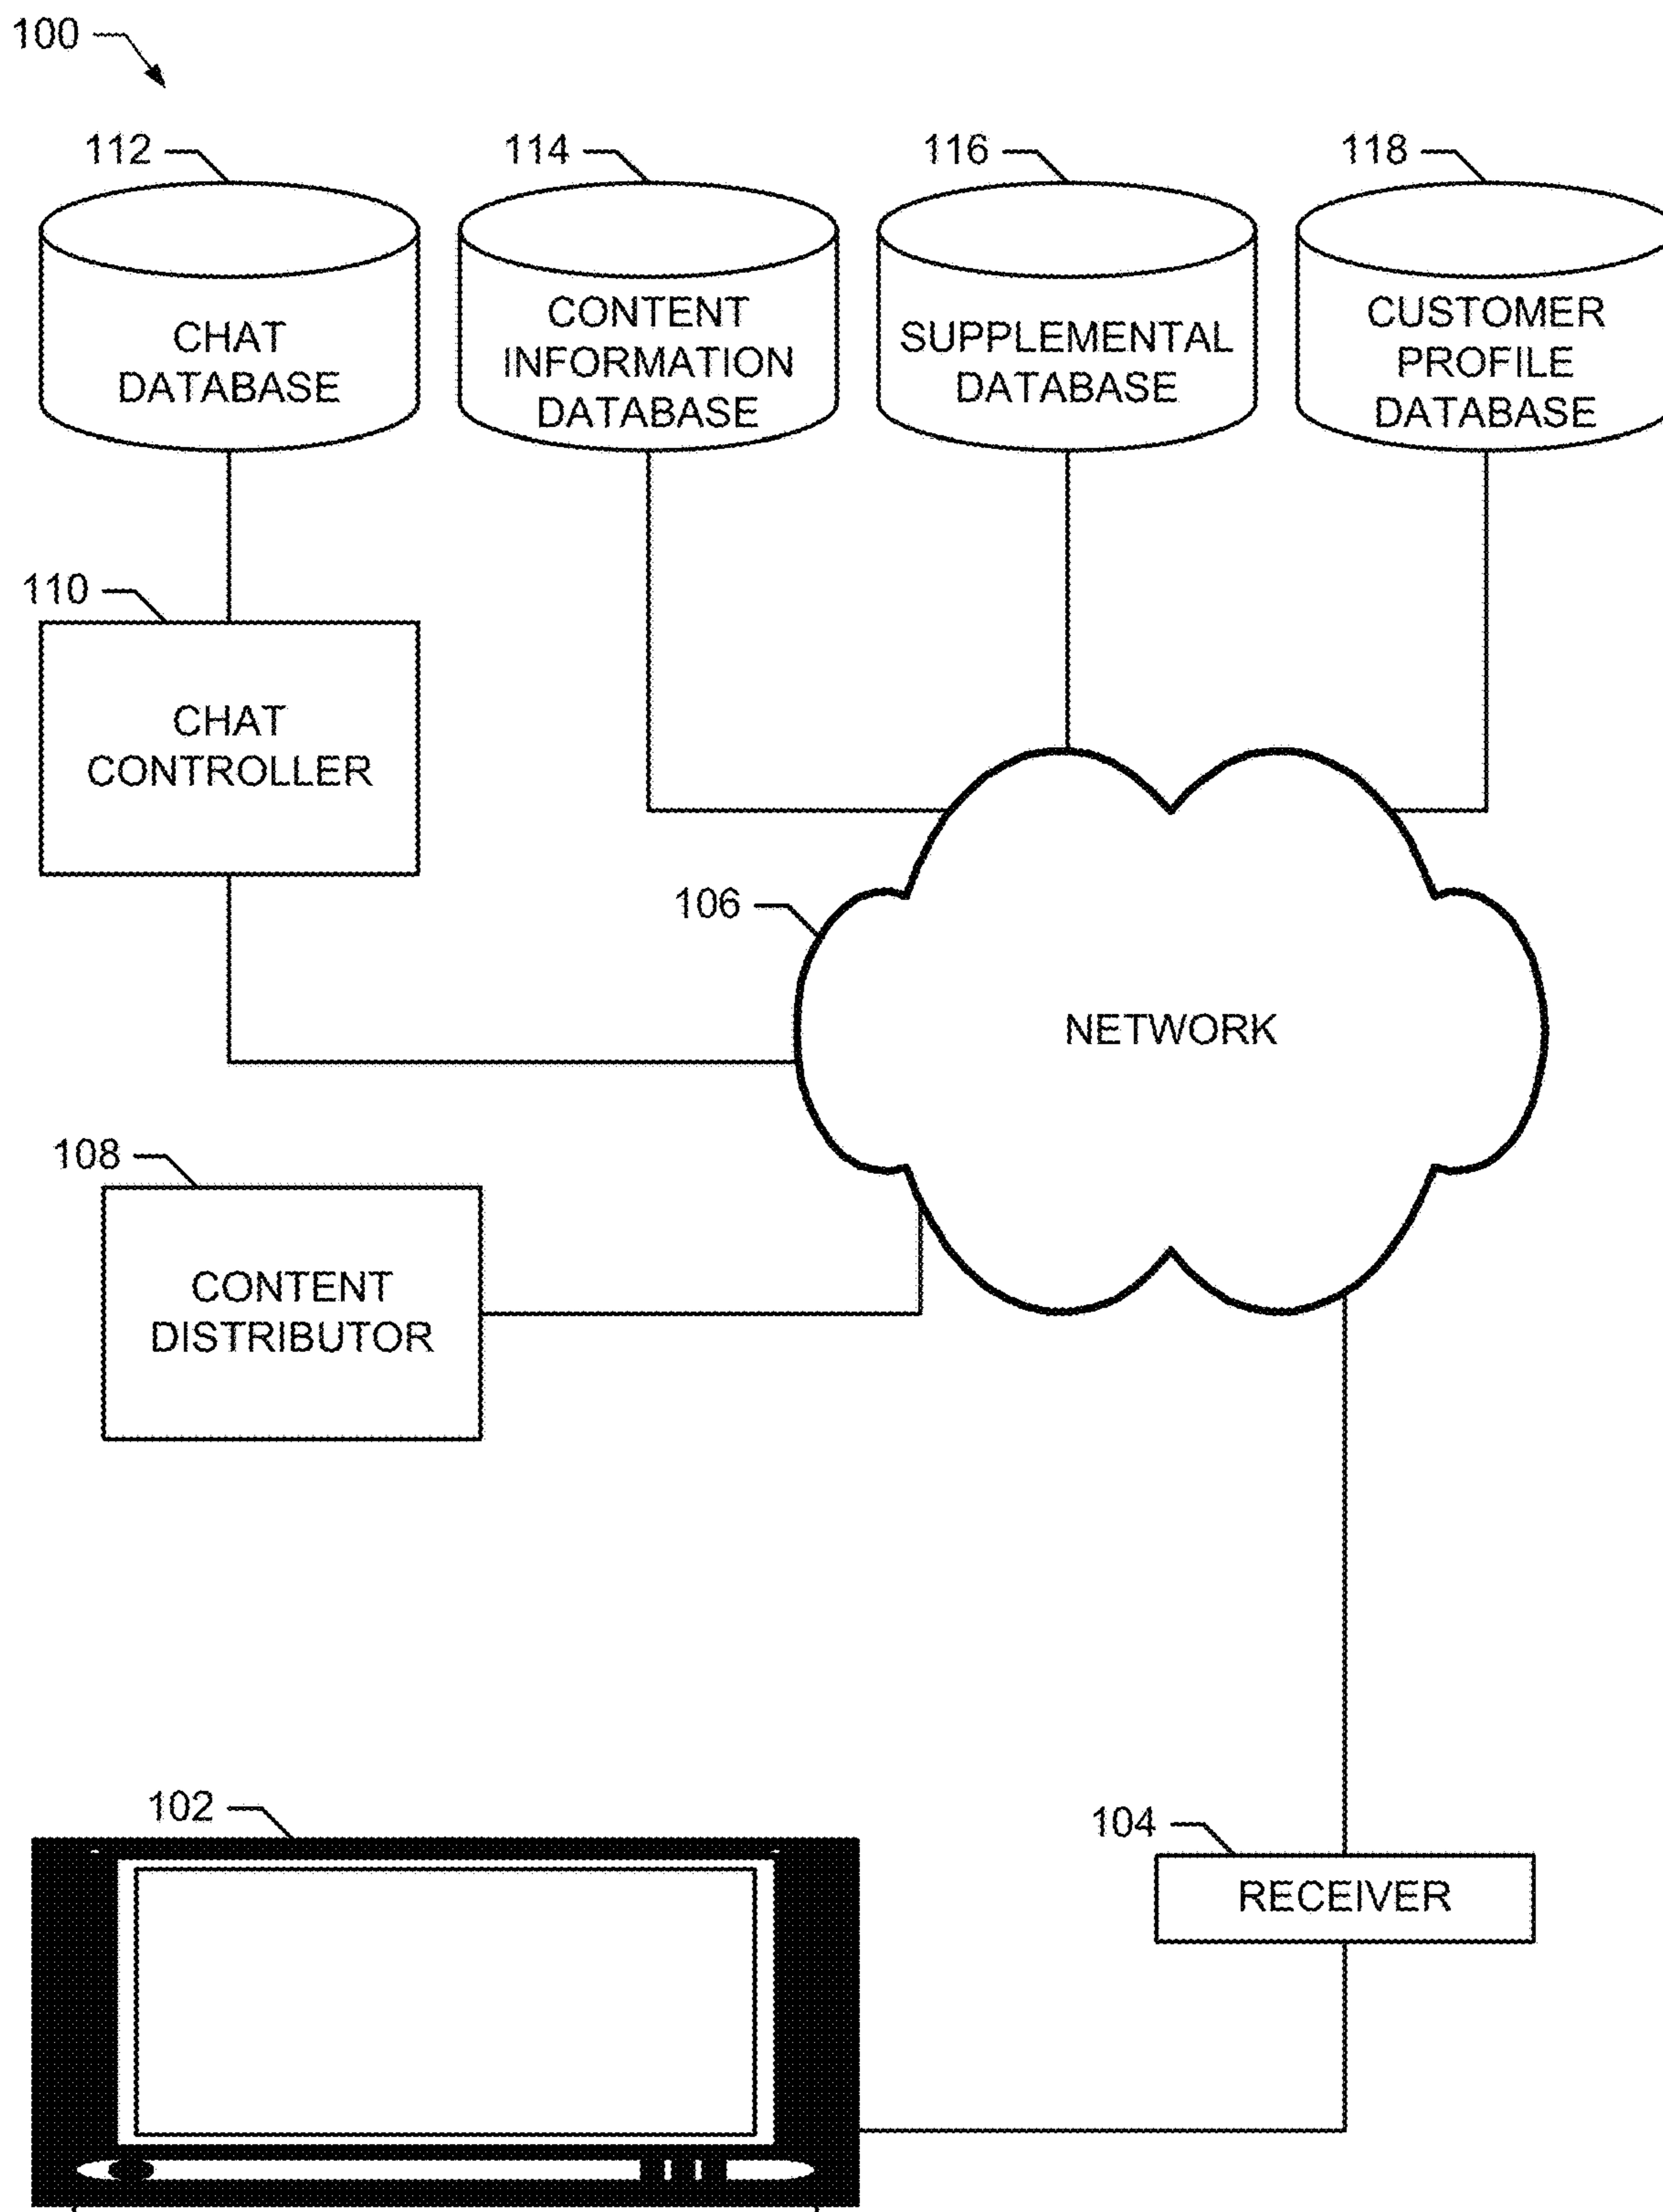 100
112
114
116
118
CHAT
DATABASE
CONTENT
INFORMATION
DATABASE
SUPPLEMENTAL
DATABASE
CUSTOMER
PROFILE
DATABASE
110
CHAT
CONTROLLER
106
NETWORK
108
CONTENT
DISTRIBUTOR
102
104
RECEIVER